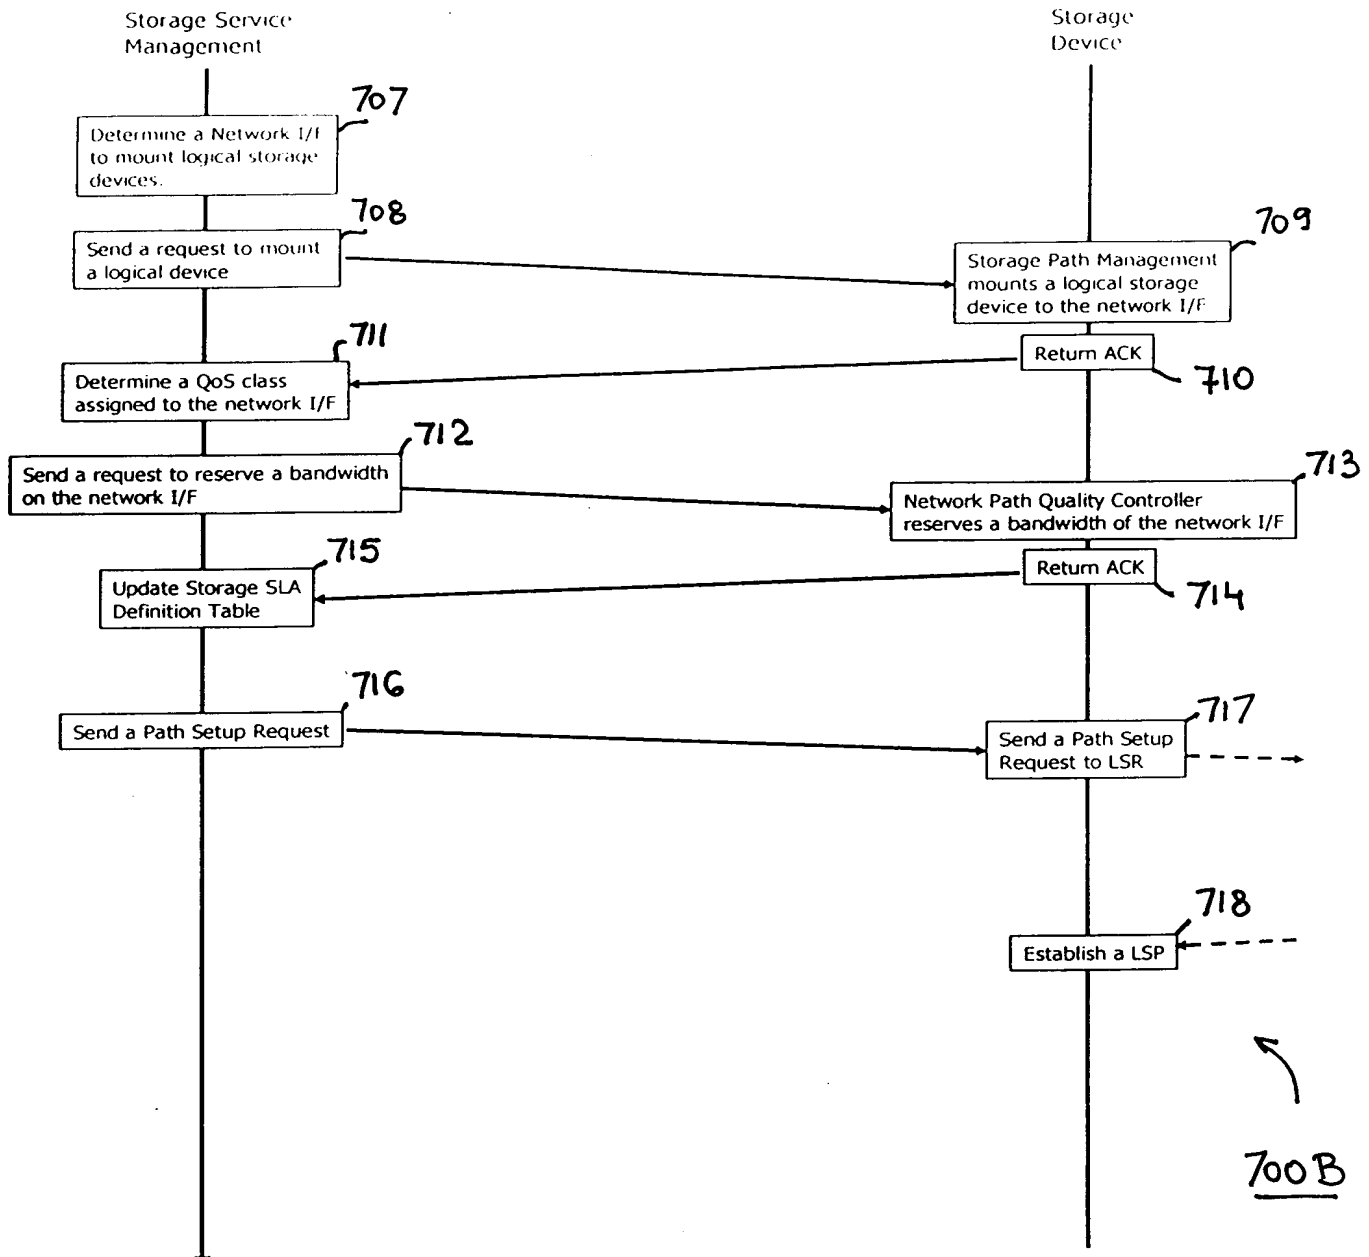 Storage Service
Management
Storage
Device
707
Determine a Network I/F
to mount logical storage
devices.
708
Send a request to mount
a logical device
709
Storage Path Management
mounts a logical storage
device to the network I/F
Return ACK
710
711
Determine a QoS class
assigned to the network I/F
712
Send a request to reserve a bandwidth
on the network I/F
713
Network Path Quality Controller
reserves a bandwidth of the network I/F
Return ACK
714
715
Update Storage SLA
Definition Table
716
Send a Path Setup Request
717
Send a Path Setup
Request to LSR
718
Establish a LSP
700B